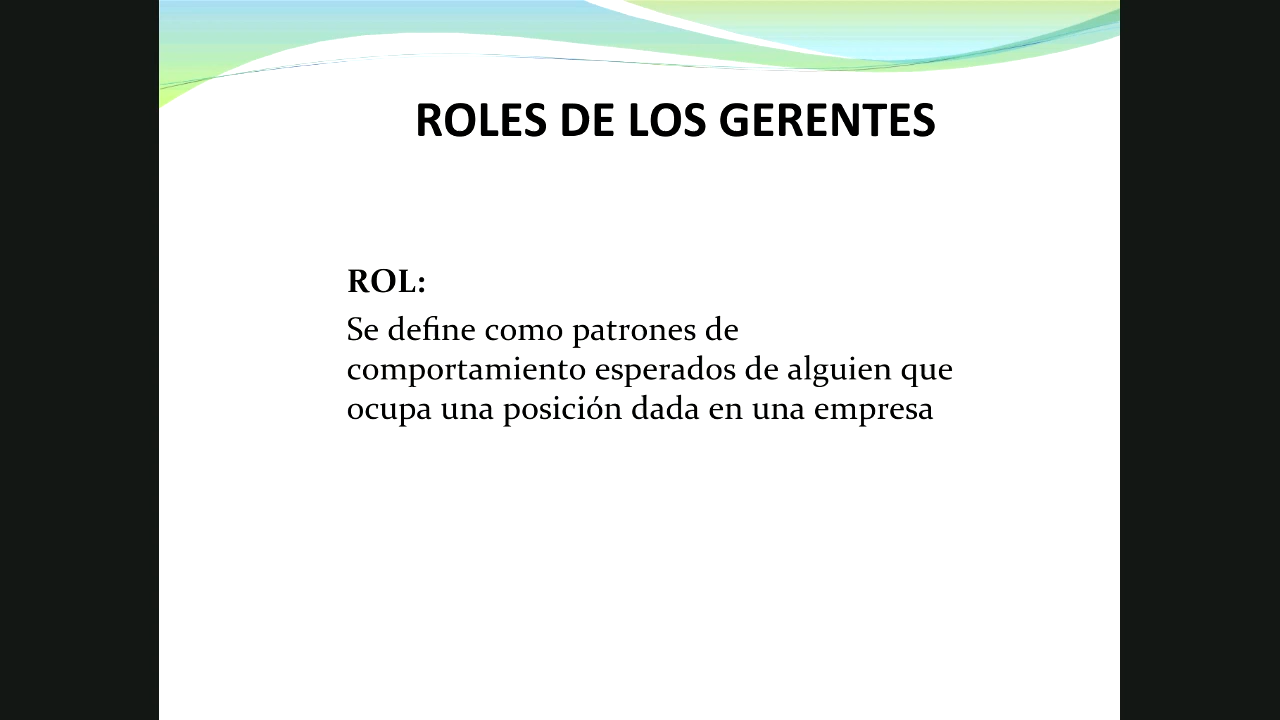 ROLES DE LOS GERENTES
ROL:
Se define como patrones de
comportamiento esperados de alguien que
ocupa una posición dada en una empresa